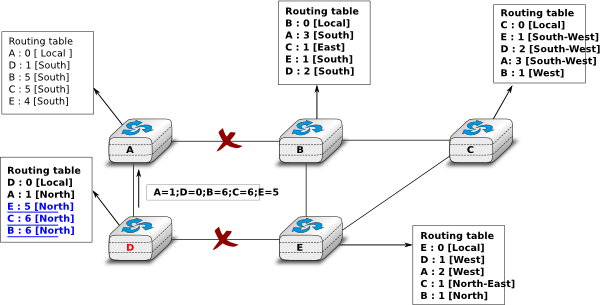 Routing table
A : 0 [ Local ]
D : 1 [South]
B : 5 [South]
C : 5 [South]
E : 4 [South]
Routing table
B : 0 [Local]
A : 3 [South]
C : 1 [East]
E : 1 [South]
D : 2 [South]
Routing table
C : 0 [Local]
E : 1 [South-West]
D : 2 [South-West]
A: 3 [South-West]
B : 1 [West]
A
B
C
Routing table
D : 0 [Local]
A : 1 [North]
E : 5 [North]
C : 6 [North]
B : 6 [North]
A=1;D=0;B=6;C=6;E=5
D
E
Routing table
E : 0 [Local]
D : 1 [West]
A : 2 [West]
C : 1 [North-East]
B : 1 [North]